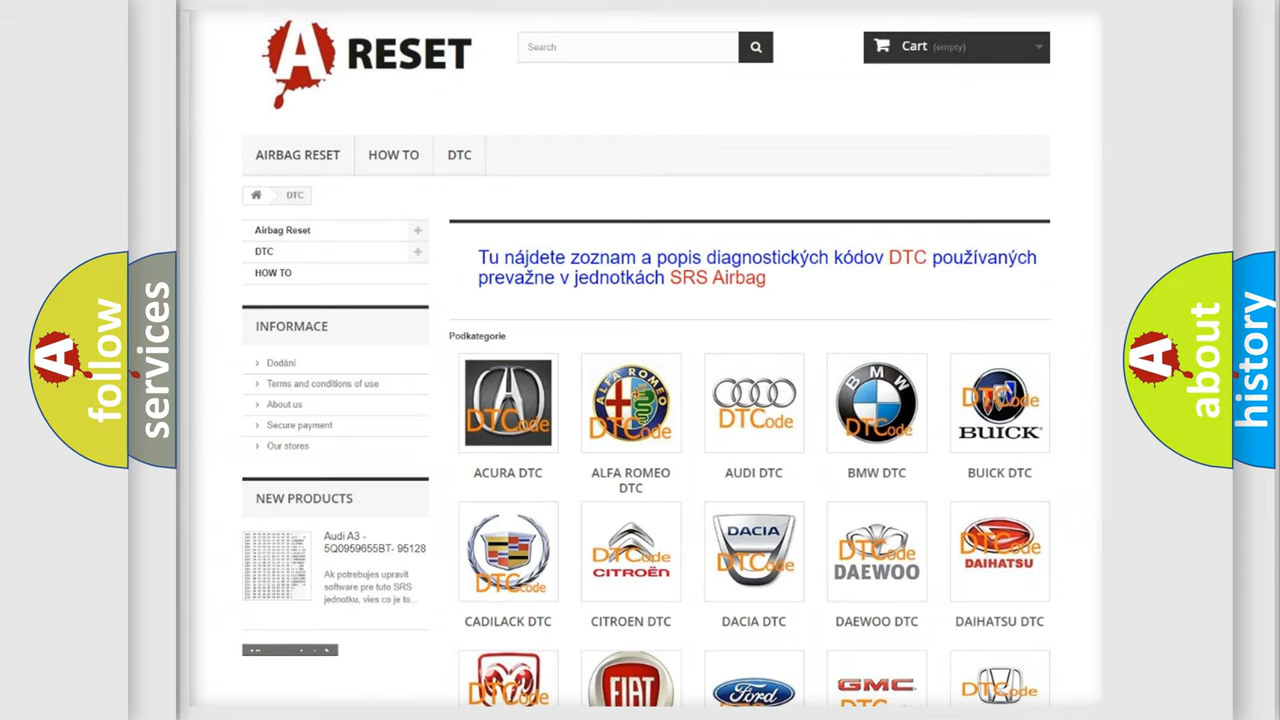 A RESET
Search
Cart (empty)
AIRBAG RESET
HOW TO
DTC
DTC
Airbag Reset
DTC
HOW TO
Tu nájdete zoznam a popis diagnostických kódov DTC používaných
prevažne v jednotkách SRS Airbag
INFORMACE
Dodání
Terms and conditions of use
About us
Secure payment
Our stores
NEW PRODUCTS
Audi A3 -
5Q0959655BT- 95128
Ak potrebujes upravit
software pre tuto SRS
jednotku, vies co je to...
Podkategorie
DTCode
ALFA ROMEO
DTCode
DTCode
BMW
DTCode
DTCode
BUICK
ACURA DTC
ALFA ROMEO
DTC
AUDI DTC
BMW DTC
BUICK DTC
DTCode
DTCode
CITROËN
DACIA
DTCode
DTCode
DAEWOO
DTCode
DAIHATSU
CADILACK DTC
CITROEN DTC
DACIA DTC
DAEWOO DTC
DAIHATSU DTC
DTCode
FIAT
Ford
GMC
DTCode
A follow
services
A about
history